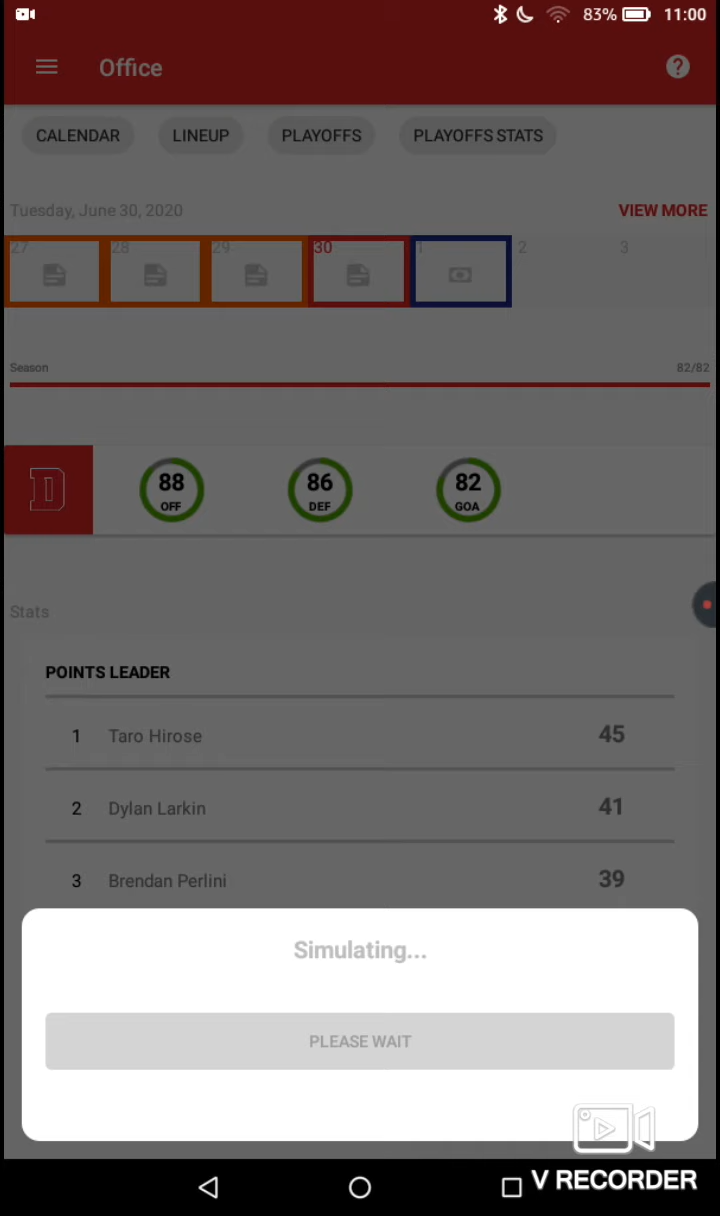 83% 11:00
Office ?
CALENDAR LINEUP PLAYOFFS PLAYOFFS STATS
Tuesday, June 30, 2020 VIEW MORE
27 28 29 30 1 2 3
Season 82/82
D 88 86 82
OFF DEF GOA
Stats
POINTS LEADER
1 Taro Hirose 45
2 Dylan Larkin 41
3 Brendan Perlini 39
Simulating...
PLEASE WAIT
V RECORDER